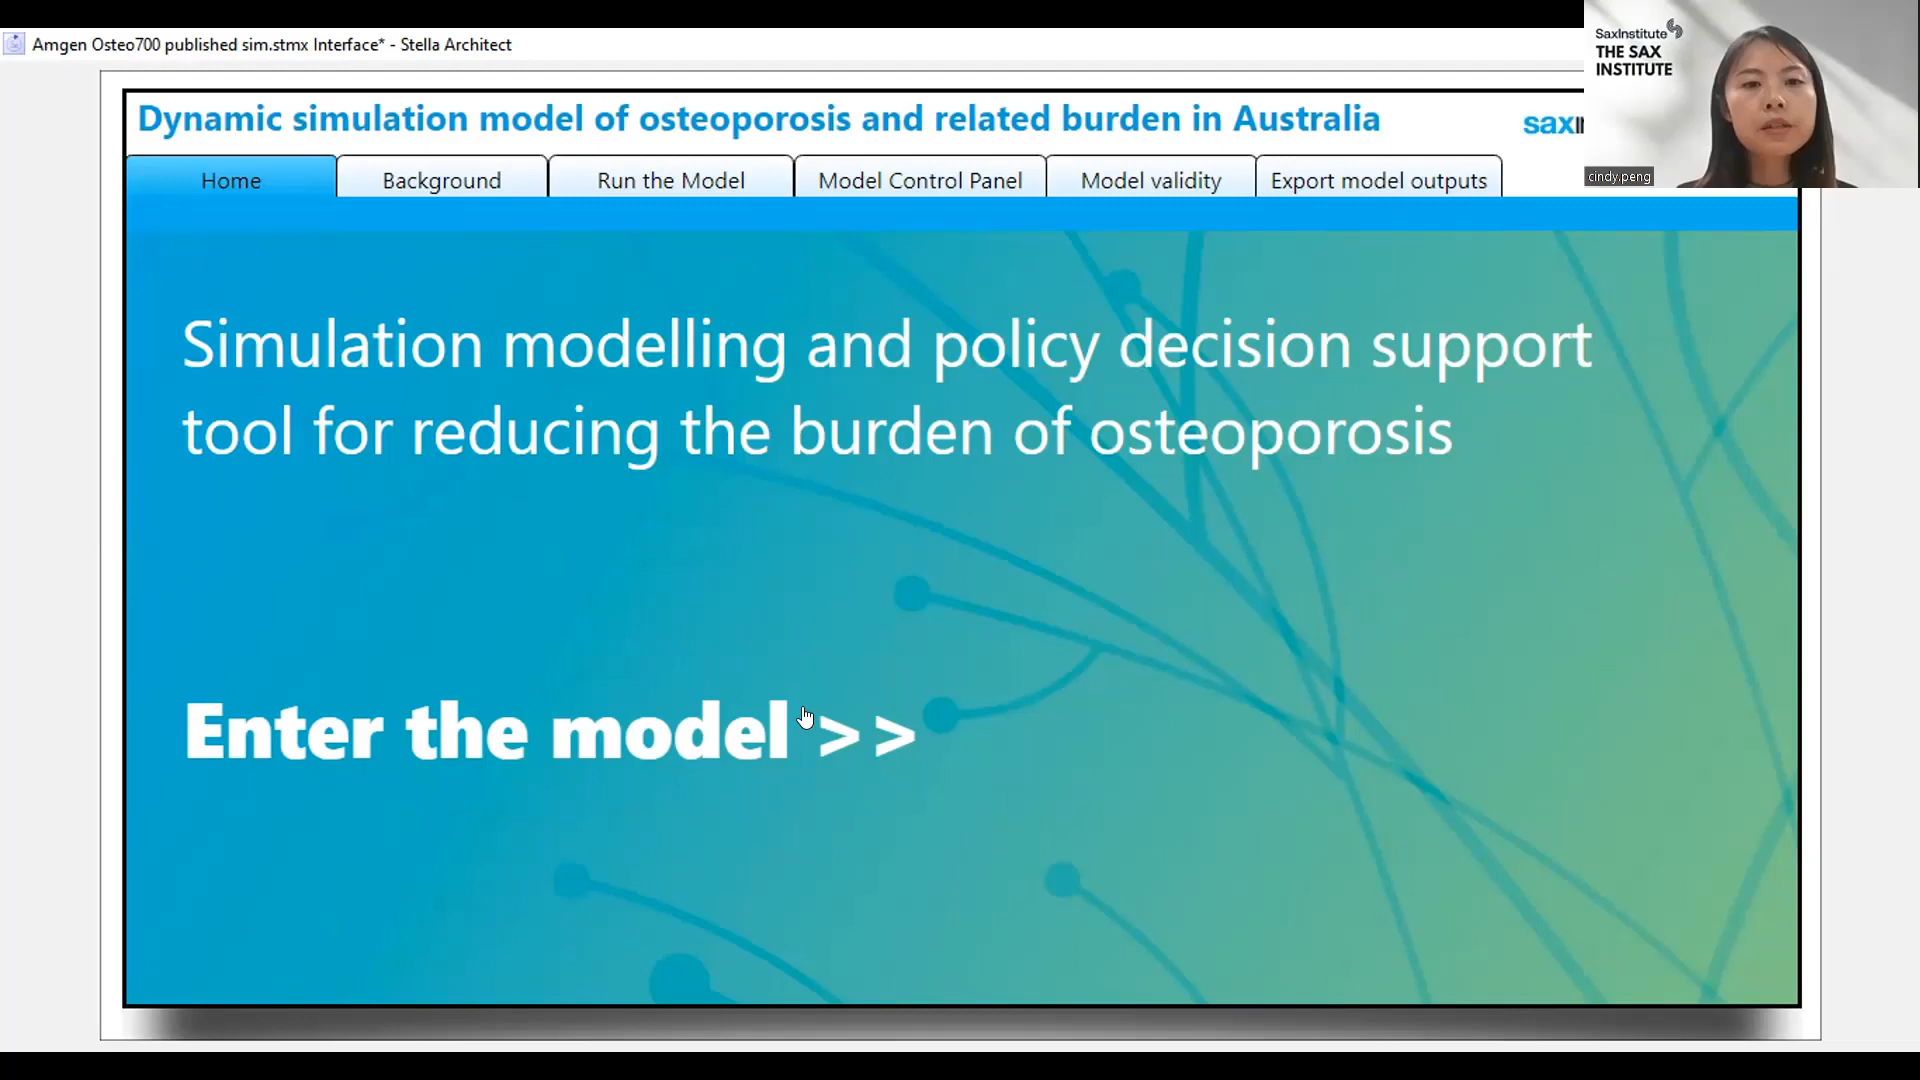 Amgen Osteo700 published sim.stmx Interface* - Stella Architect
SaxInstitute
THE SAX
INSTITUTE
cindy.peng
Dynamic simulation model of osteoporosis and related burden in Australia
Home
Background
Run the Model
Model Control Panel
Model validity
Export model outputs
Simulation modelling and policy decision support
tool for reducing the burden of osteoporosis
Enter the model >>